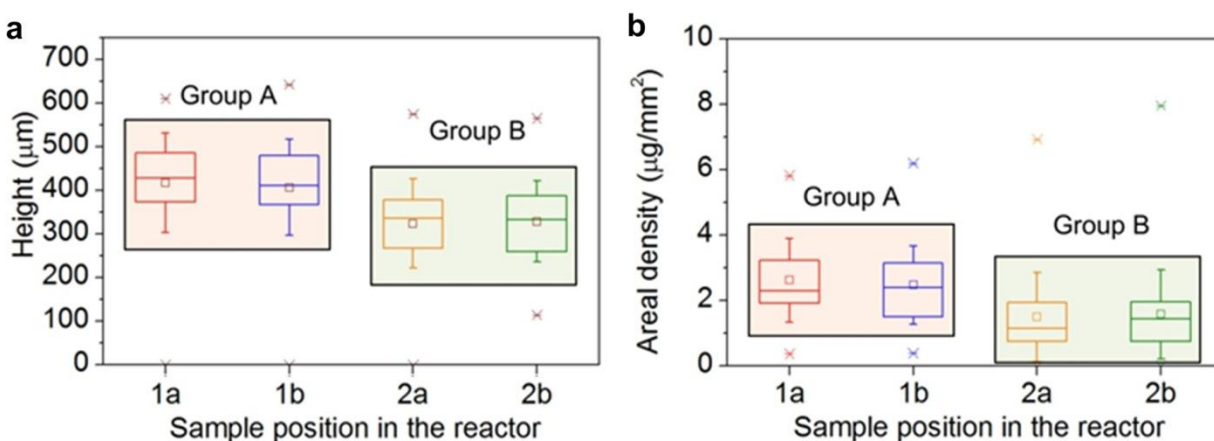 a
Height (μm)
700
600
500
400
300
200
100
0
Group A
Group B
1a 1b 2a 2b
Sample position in the reactor
b
Areal density (μg/mm²)
10
8
6
4
2
0
Group A
Group B
1a 1b 2a 2b
Sample position in the reactor